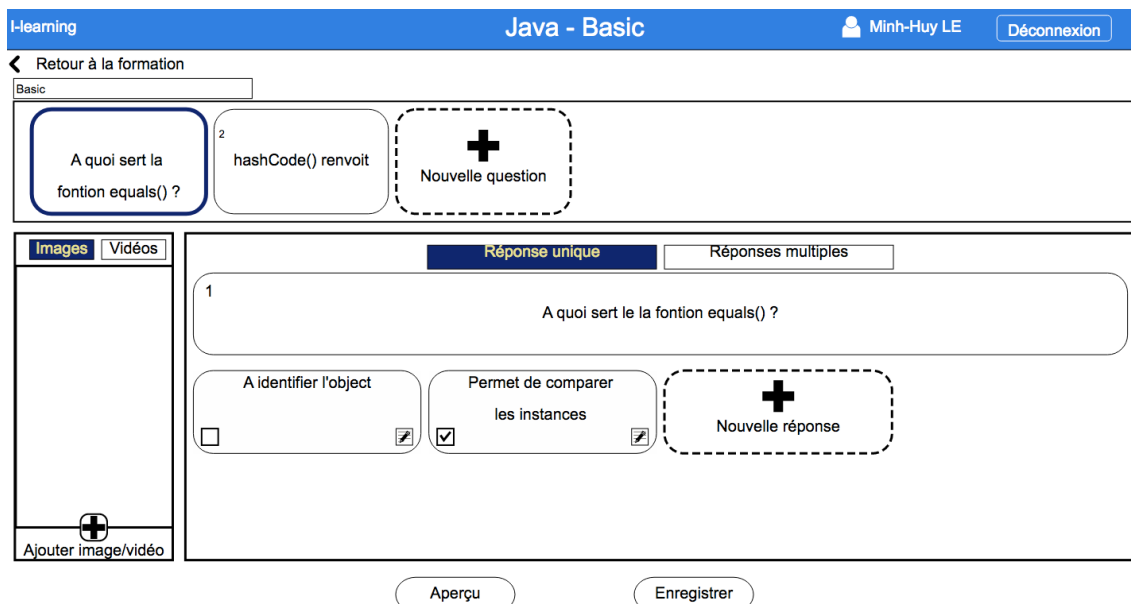 I-learning
Java - Basic
Minh-Huy LE
Déconnexion
Retour à la formation
Basic
A quoi sert la
fontion equals() ?
2
hashCode() renvoit
Nouvelle question
Images
Vidéos
Réponse unique
Réponses multiples
1
A quoi sert le la fontion equals() ?
A identifier l'object
Permet de comparer
les instances
Nouvelle réponse
Ajouter image/vidéo
Aperçu
Enregistrer